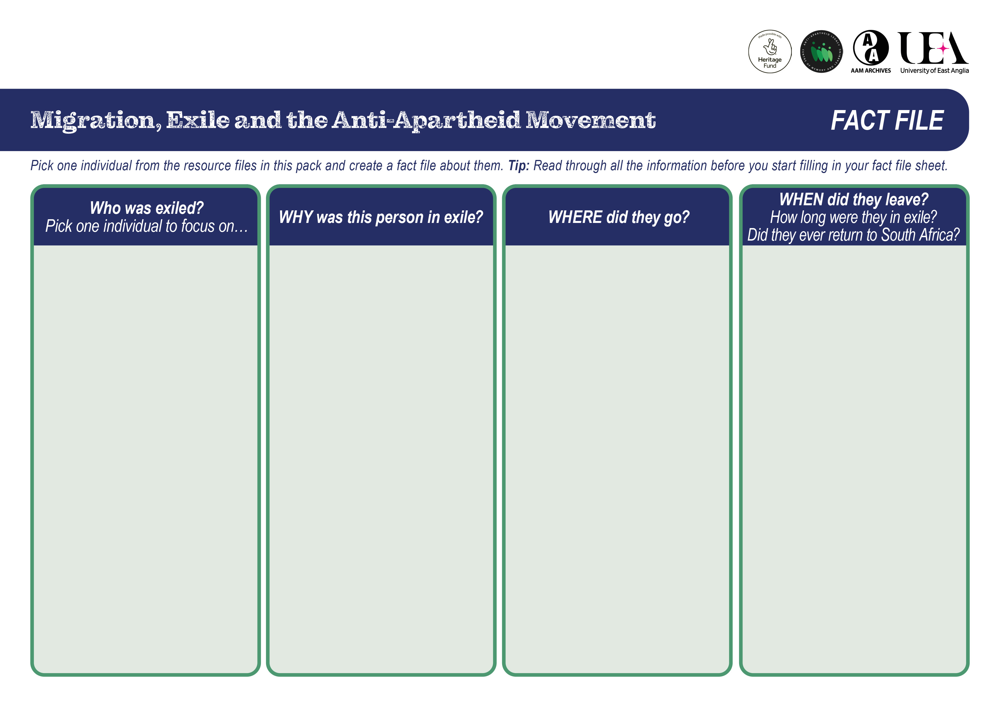 Made possible with
Heritage
Fund
ANTI-APARTHEID LEGACY
CENTRE OF MEMORY AND LEARNING
A
A
AAM ARCHIVES
UEA
University of East Anglia
Migration, Exile and the Anti-Apartheid Movement
FACT FILE
Pick one individual from the resource files in this pack and create a fact file about them. Tip: Read through all the information before you start filling in your fact file sheet.
Who was exiled?
Pick one individual to focus on…
WHY was this person in exile?
WHERE did they go?
WHEN did they leave?
How long were they in exile?
Did they ever return to South Africa?